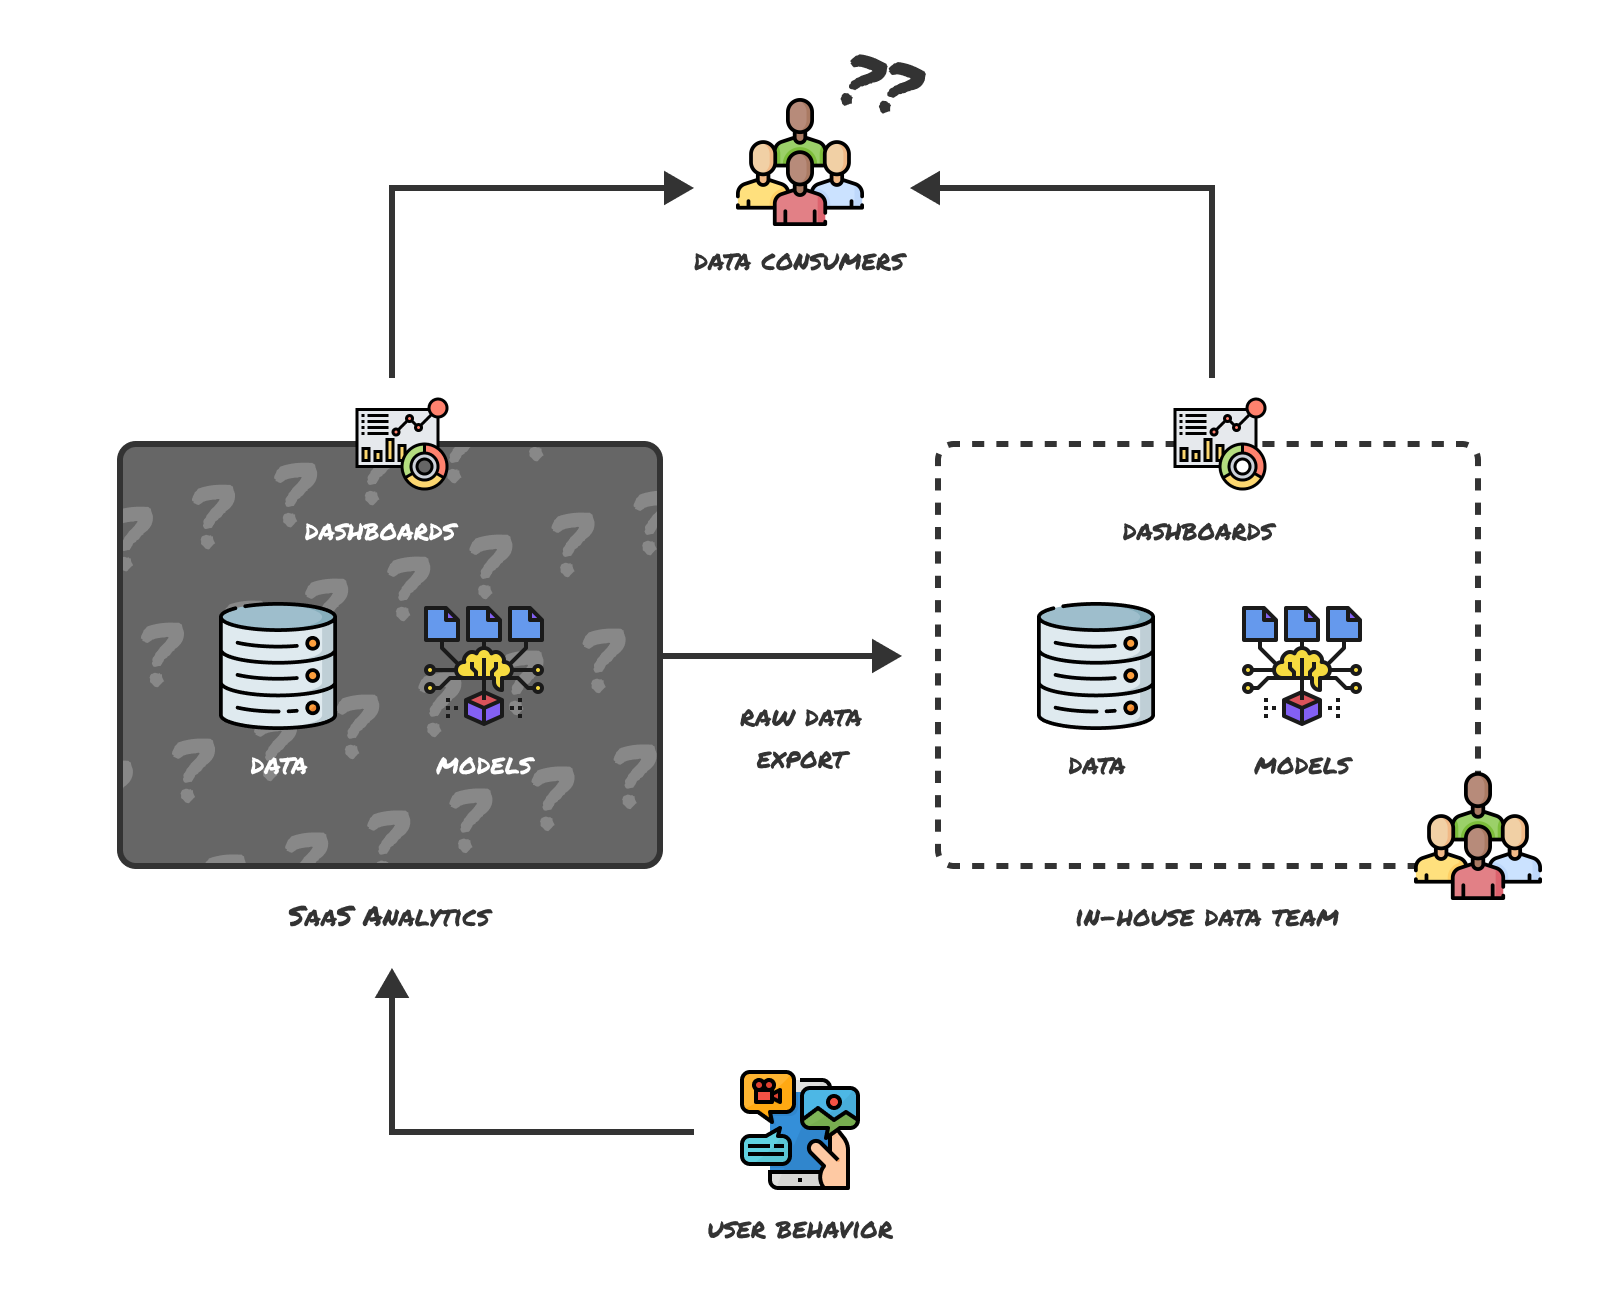 ??
DATA CONSUMERS
DASHBOARDS
DATA
MODELS
SAAS ANALYTICS
RAW DATA
EXPORT
DASHBOARDS
DATA
MODELS
IN-HOUSE DATA TEAM
USER BEHAVIOR